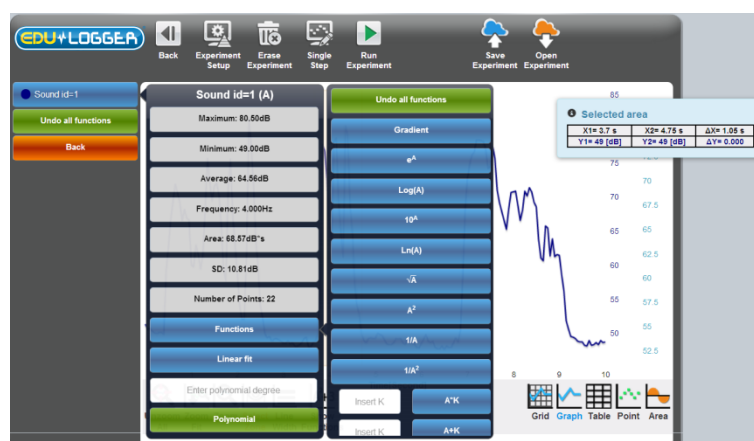 EDU LOGGER
Back
Experiment Setup
Erase Experiment
Single Step
Run Experiment
Save Experiment
Open Experiment
Sound id=1
Undo all functions
Back
Sound id=1 (A)
Maximum: 80.50dB
Minimum: 49.00dB
Average: 64.56dB
Frequency: 4.000Hz
Area: 68.57dB*s
SD: 10.81dB
Number of Points: 22
Functions
Linear fit
Enter polynomial degree
Polynomial
Undo all functions
Gradient
eᴬ
Log(A)
10ᴬ
Ln(A)
√A
A²
1/A
1/A²
Insert K
A*K
Insert K
A+K
Selected area
X1= 3.7 s X2= 4.75 s ΔX= 1.05 s
Y1= 49 [dB] Y2= 49 [dB] ΔY= 0.000
85
75
70 70
67.5
65 65
62.5
60 60
55 57.5
55
50
52.5
8 9 10
Grid Graph Table Point Area